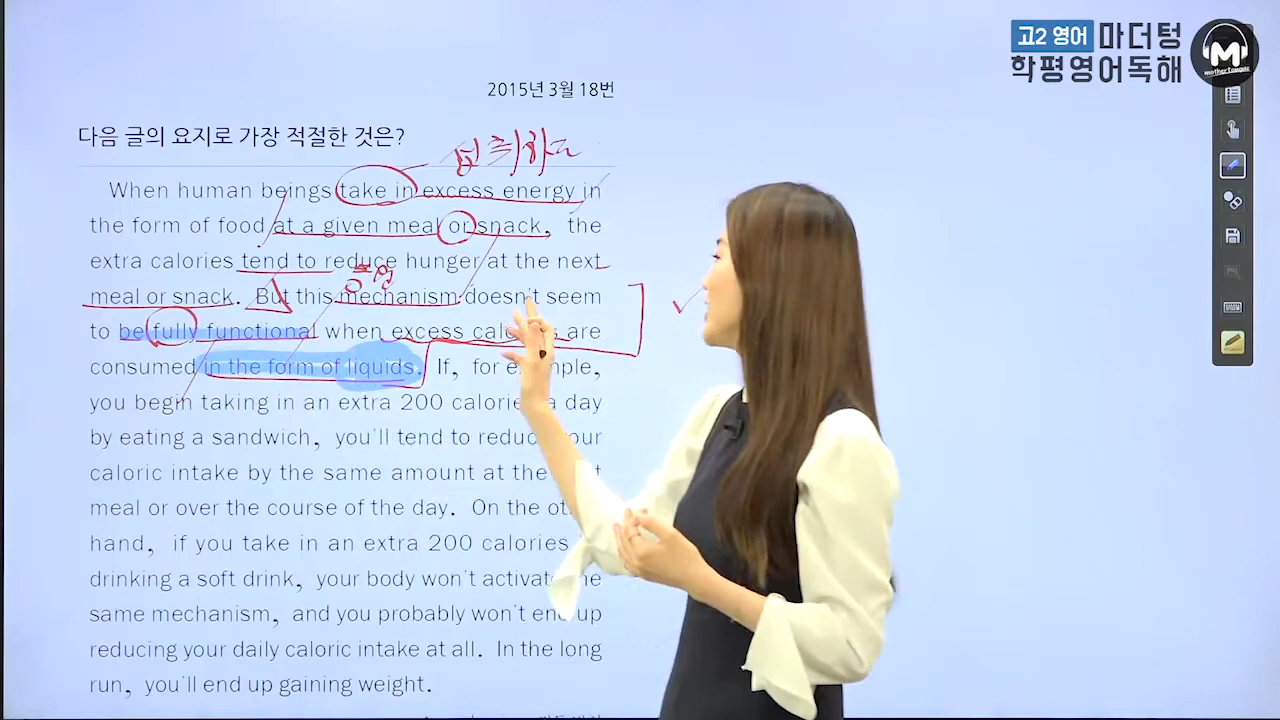 고2 영어 마더텅
학평영어독해
M
mother tongue
2015년 3월 18번
다음 글의 요지로 가장 적절한 것은?
섭취하다
When human beings take in excess energy in
the form of food at a given meal or snack, the
extra calories tend to reduce hunger at the next
meal or snack. But this mechanism doesn't seem
to be fully functional when excess are
consumed in the form of liquids. If, for
you begin taking in an extra 200 a day
by eating a sandwich, you'll tend to
caloric intake by the same amount at the
meal or over the course of the day. On the
hand, if you take in an extra 200 calories
drinking a soft drink, your body won't
same mechanism, and you probably won't end up
reducing your daily caloric intake at all. In the long
run, you'll end up gaining weight.